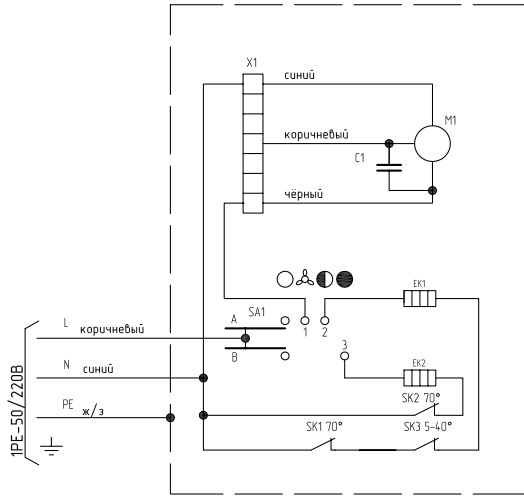 X1
синий
M1
коричневый
C1
чёрный
EK1
SA1
A
1
2
L
коричневый
B
3
EK2
N
синий
SK2 70°
PE
ж/з
SK1 70°
SK3 5-40°
1PE-50/220В